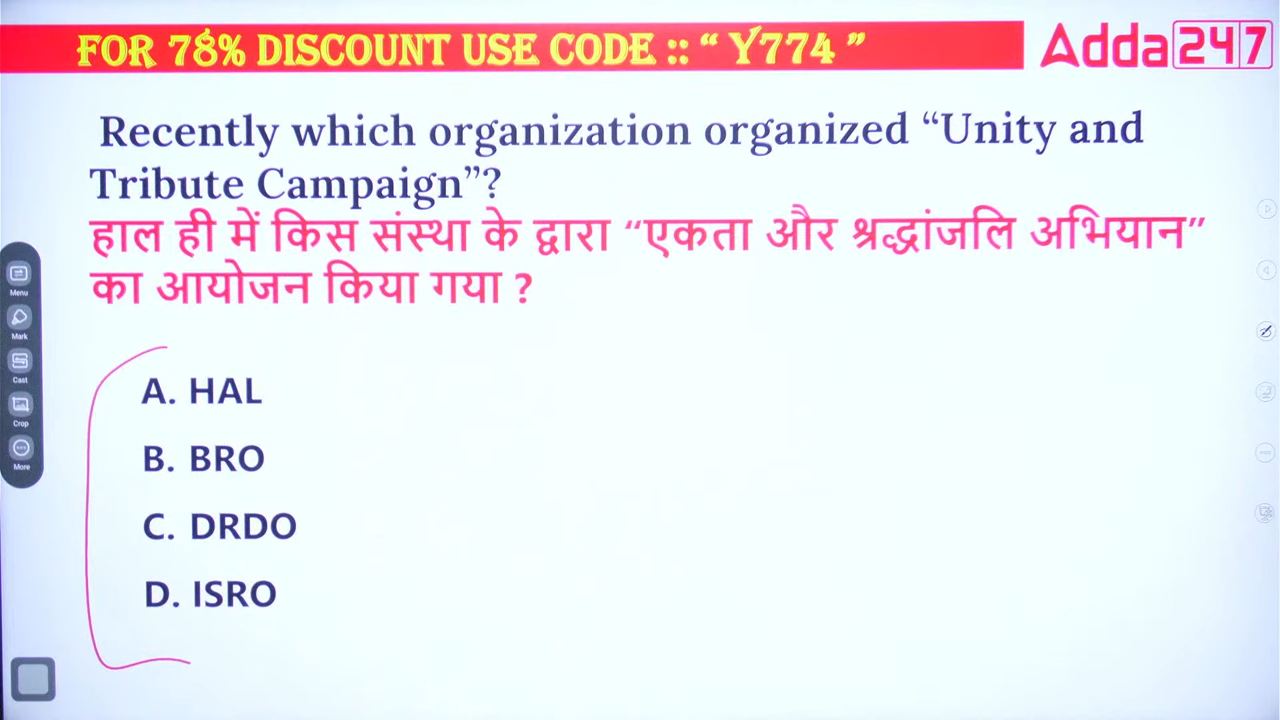 FOR 78% DISCOUNT USE CODE :: “ Y774 ”
Adda247
Recently which organization organized “Unity and
Tribute Campaign”?
हाल ही में किस संस्था के द्वारा “एकता और श्रद्धांजलि अभियान”
का आयोजन किया गया ?
Menu
Mark
Cast
Crop
More
A. HAL
B. BRO
C. DRDO
D. ISRO